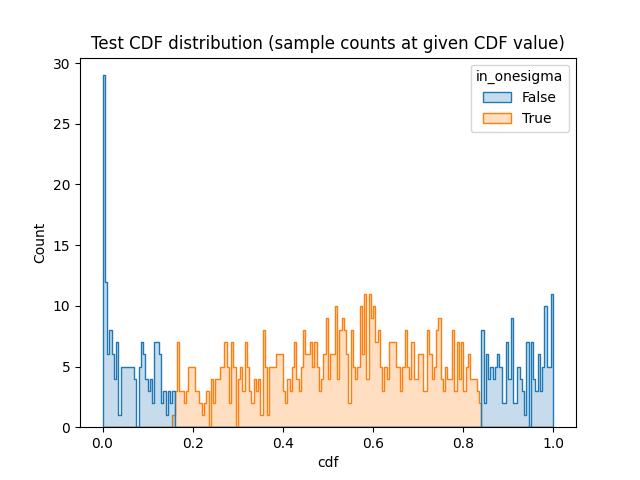 Test CDF distribution (sample counts at given CDF value)
in_onesigma
False
True
Count
30
25
20
15
10
5
0
0.0 0.2 0.4 0.6 0.8 1.0
cdf